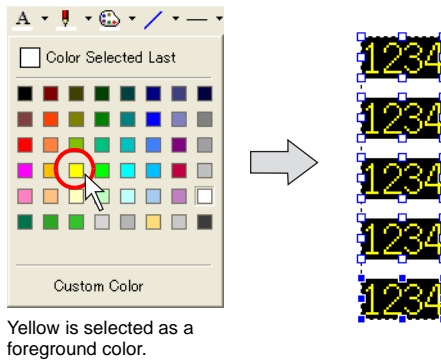 A
Color Selected Last
Custom Color
1234
1234
1234
1234
1234
Yellow is selected as a
foreground color.